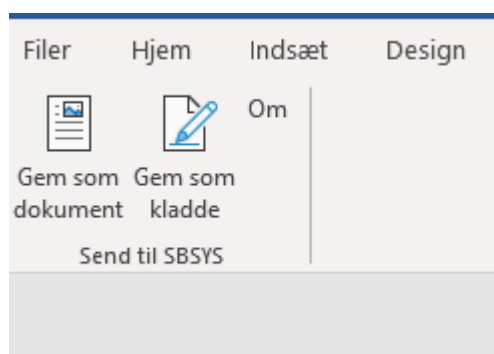 Filer Hjem Indsæt Design
Om
Gem som Gem som
dokument kladde
Send til SBSYS